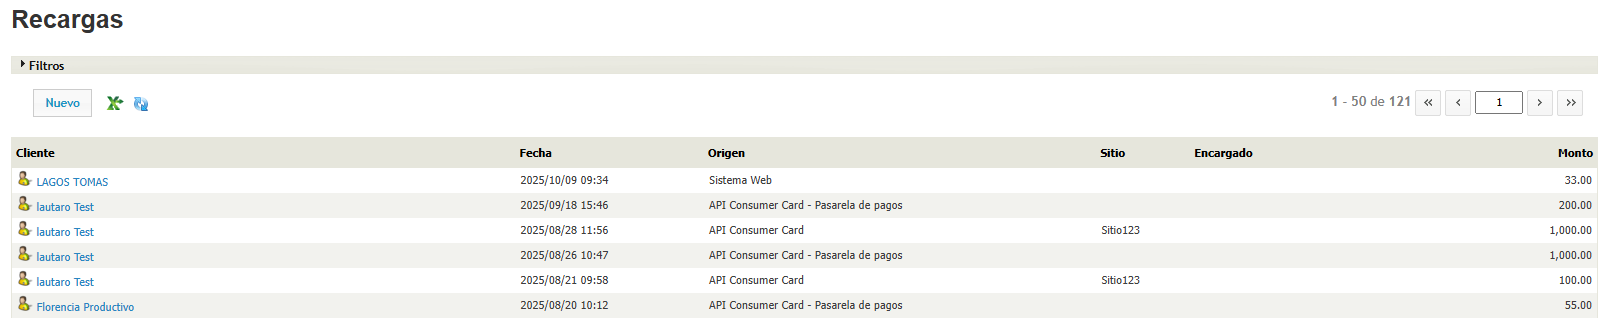 Recargas
Filtros
Nuevo 1 - 50 de 121 « ‹ 1 › »
Cliente Fecha Origen Sitio Encargado Monto
LAGOS TOMAS 2025/10/09 09:34 Sistema Web 33.00
lautaro Test 2025/09/18 15:46 API Consumer Card - Pasarela de pagos 200.00
lautaro Test 2025/08/28 11:56 API Consumer Card Sitio123 1,000.00
lautaro Test 2025/08/26 10:47 API Consumer Card - Pasarela de pagos 1,000.00
lautaro Test 2025/08/21 09:58 API Consumer Card Sitio123 100.00
Florencia Productivo 2025/08/20 10:12 API Consumer Card - Pasarela de pagos 55.00